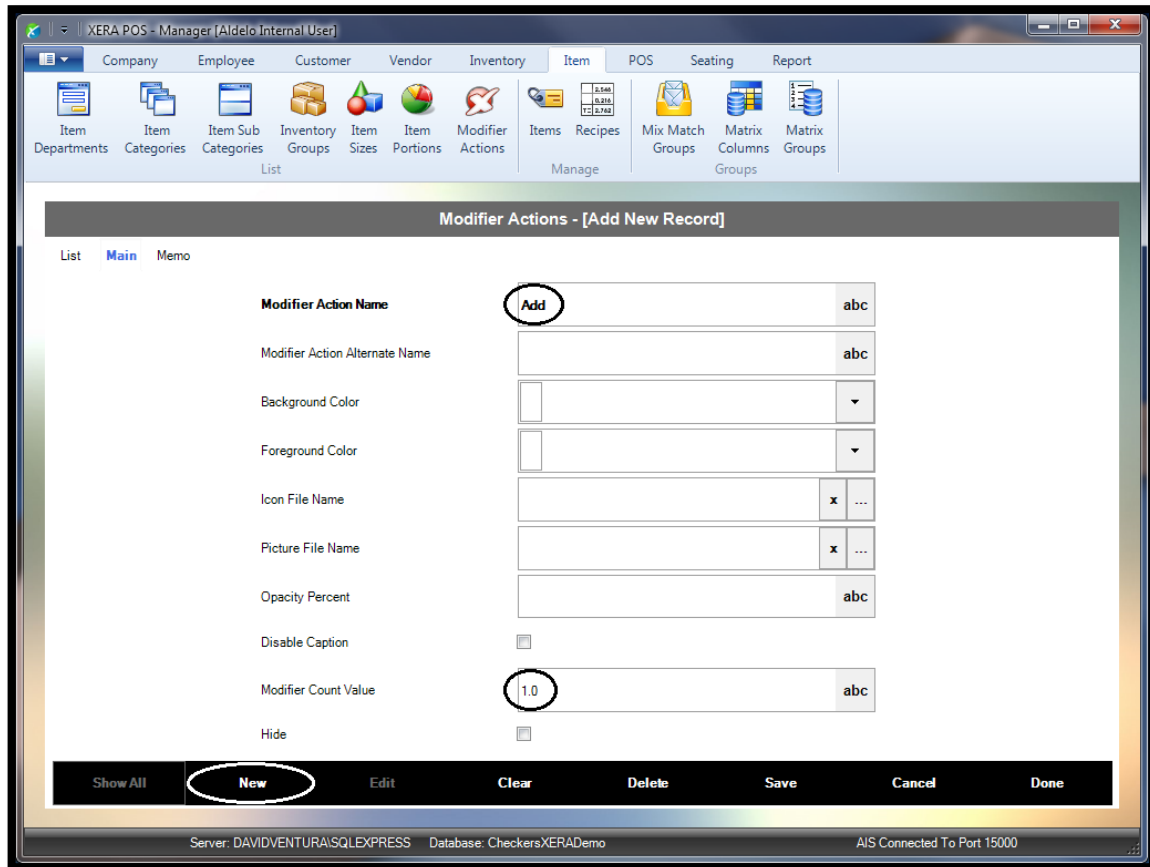 XERA POS - Manager [Aldelo Internal User]
Company Employee Customer Vendor Inventory Item POS Seating Report
Item Departments
Item Categories
Item Sub Categories
Inventory Groups
Item Sizes
Item Portions
Modifier Actions
Items
Recipes
Mix Match Groups
Matrix Columns
Matrix Groups
List Manage Groups
Modifier Actions - [Add New Record]
List Main Memo
Modifier Action Name Add abc
Modifier Action Alternate Name abc
Background Color
Foreground Color
Icon File Name x ...
Picture File Name x ...
Opacity Percent abc
Disable Caption
Modifier Count Value 1.0 abc
Hide
Show All New Edit Clear Delete Save Cancel Done
Server: DAVIDVENTURA\SQLEXPRESS Database: CheckersXERADemo AIS Connected To Port 15000